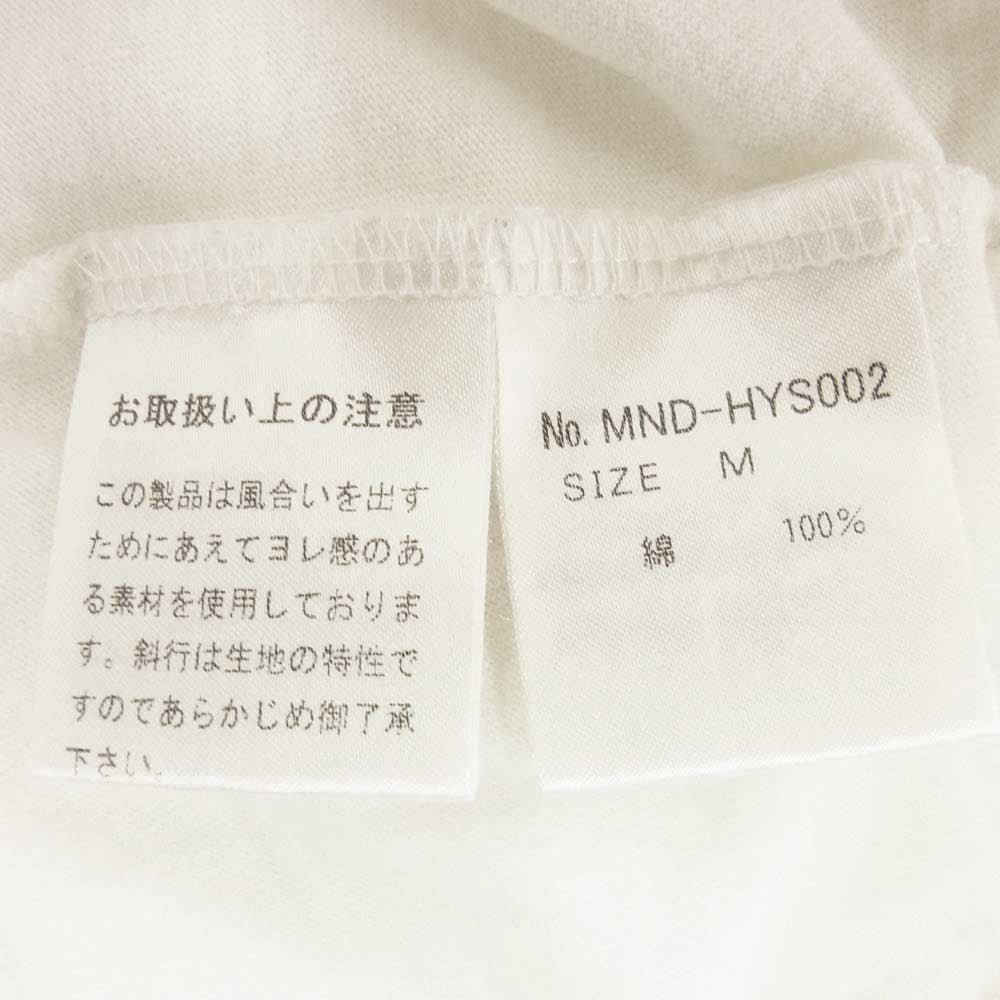 お取扱い上の注意
この製品は風合いを出す
ためにあえてヨレ感のあ
る素材を使用しておりま
す。斜行は生地の特性で
すのであらかじめ御了承
下さい。
No. MND-HYS002
SIZE M
綿 100%